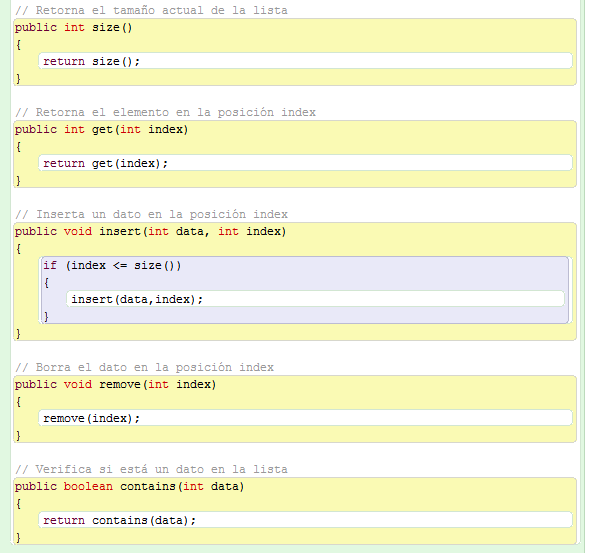 // Retorna el tamaño actual de la lista
public int size()
{
return size();
}
// Retorna el elemento en la posición index
public int get(int index)
{
return get(index);
}
// Inserta un dato en la posición index
public void insert(int data, int index)
{
if (index <= size())
{
insert(data,index);
}
}
// Borra el dato en la posición index
public void remove(int index)
{
remove(index);
}
// Verifica si está un dato en la lista
public boolean contains(int data)
{
return contains(data);
}